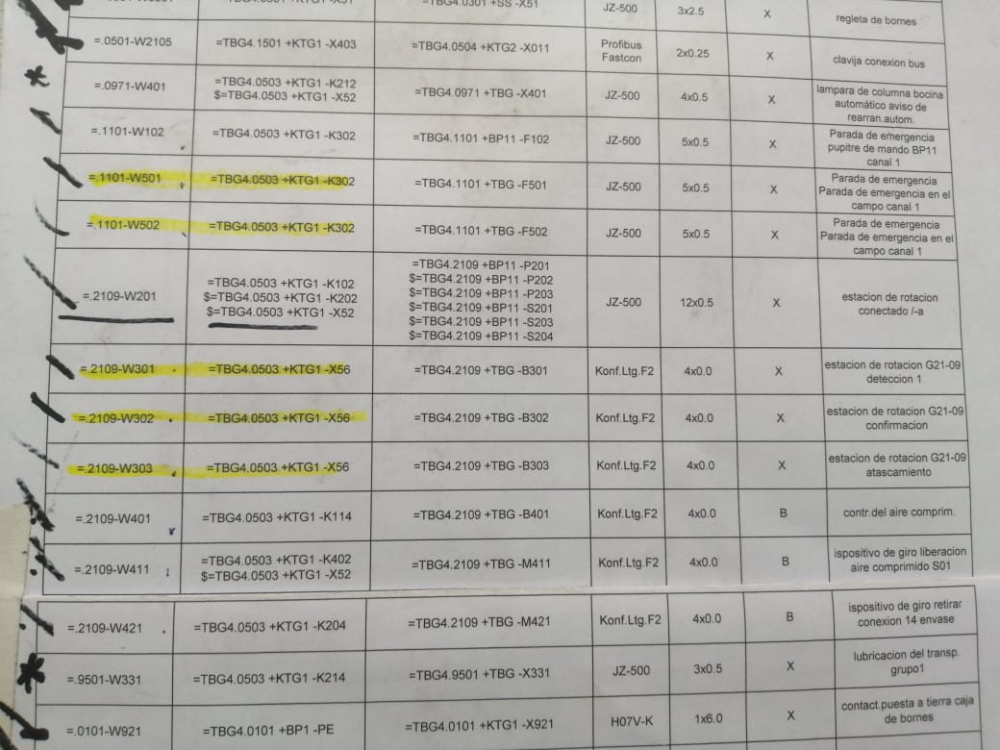 JZ-500 3x2.5 X regleta de bornes
=.0501-W2105 =TBG4.1501 +KTG1 -X403 =TBG4.0504 +KTG2 -X011 Profibus Fastcon 2x0.25 X clavija conexion bus
=.0971-W401 =TBG4.0503 +KTG1 -K212
$=TBG4.0503 +KTG1 -X52 =TBG4.0971 +TBG -X401 JZ-500 4x0.5 X lampara de columna bocina
automático aviso de
rearran.autom.
=.1101-W102 =TBG4.0503 +KTG1 -K302 =TBG4.1101 +BP11 -F102 JZ-500 5x0.5 X Parada de emergencia
pupitre de mando BP11
canal 1
=.1101-W501 =TBG4.0503 +KTG1 -K302 =TBG4.1101 +TBG -F501 JZ-500 5x0.5 X Parada de emergencia
Parada de emergencia en el
campo canal 1
=.1101-W502 =TBG4.0503 +KTG1 -K302 =TBG4.1101 +TBG -F502 JZ-500 5x0.5 X Parada de emergencia
Parada de emergencia en el
campo canal 1
=.2109-W201 =TBG4.0503 +KTG1 -K102
$=TBG4.0503 +KTG1 -K202
$=TBG4.0503 +KTG1 -X52
=TBG4.2109 +BP11 -P201
$=TBG4.2109 +BP11 -P202
$=TBG4.2109 +BP11 -P203
$=TBG4.2109 +BP11 -S201
$=TBG4.2109 +BP11 -S203
$=TBG4.2109 +BP11 -S204
JZ-500 12x0.5 X estacion de rotacion
conectado /-a
=.2109-W301 =TBG4.0503 +KTG1 -X56 =TBG4.2109 +TBG -B301 Konf.Ltg.F2 4x0.0 X estacion de rotacion G21-09
deteccion 1
=.2109-W302 =TBG4.0503 +KTG1 -X56 =TBG4.2109 +TBG -B302 Konf.Ltg.F2 4x0.0 X estacion de rotacion G21-09
confirmacion
=.2109-W303 =TBG4.0503 +KTG1 -X56 =TBG4.2109 +TBG -B303 Konf.Ltg.F2 4x0.0 X estacion de rotacion G21-09
atascamiento
=.2109-W401 =TBG4.0503 +KTG1 -K114 =TBG4.2109 +TBG -B401 Konf.Ltg.F2 4x0.0 B contr.del aire comprim.
=.2109-W411 =TBG4.0503 +KTG1 -K402
$=TBG4.0503 +KTG1 -X52 =TBG4.2109 +TBG -M411 Konf.Ltg.F2 4x0.0 B ispositivo de giro liberacion
aire comprimido S01
=.2109-W421 =TBG4.0503 +KTG1 -K204 =TBG4.2109 +TBG -M421 Konf.Ltg.F2 4x0.0 B ispositivo de giro retirar
conexion 14 envase
=.9501-W331 =TBG4.0503 +KTG1 -K214 =TBG4.9501 +TBG -X331 JZ-500 3x0.5 X lubricacion del transp.
grupo1
=.0101-W921 =TBG4.0101 +BP1 -PE =TBG4.0101 +KTG1 -X921 H07V-K 1x6.0 X contact.puesta a tierra caja
de bornes